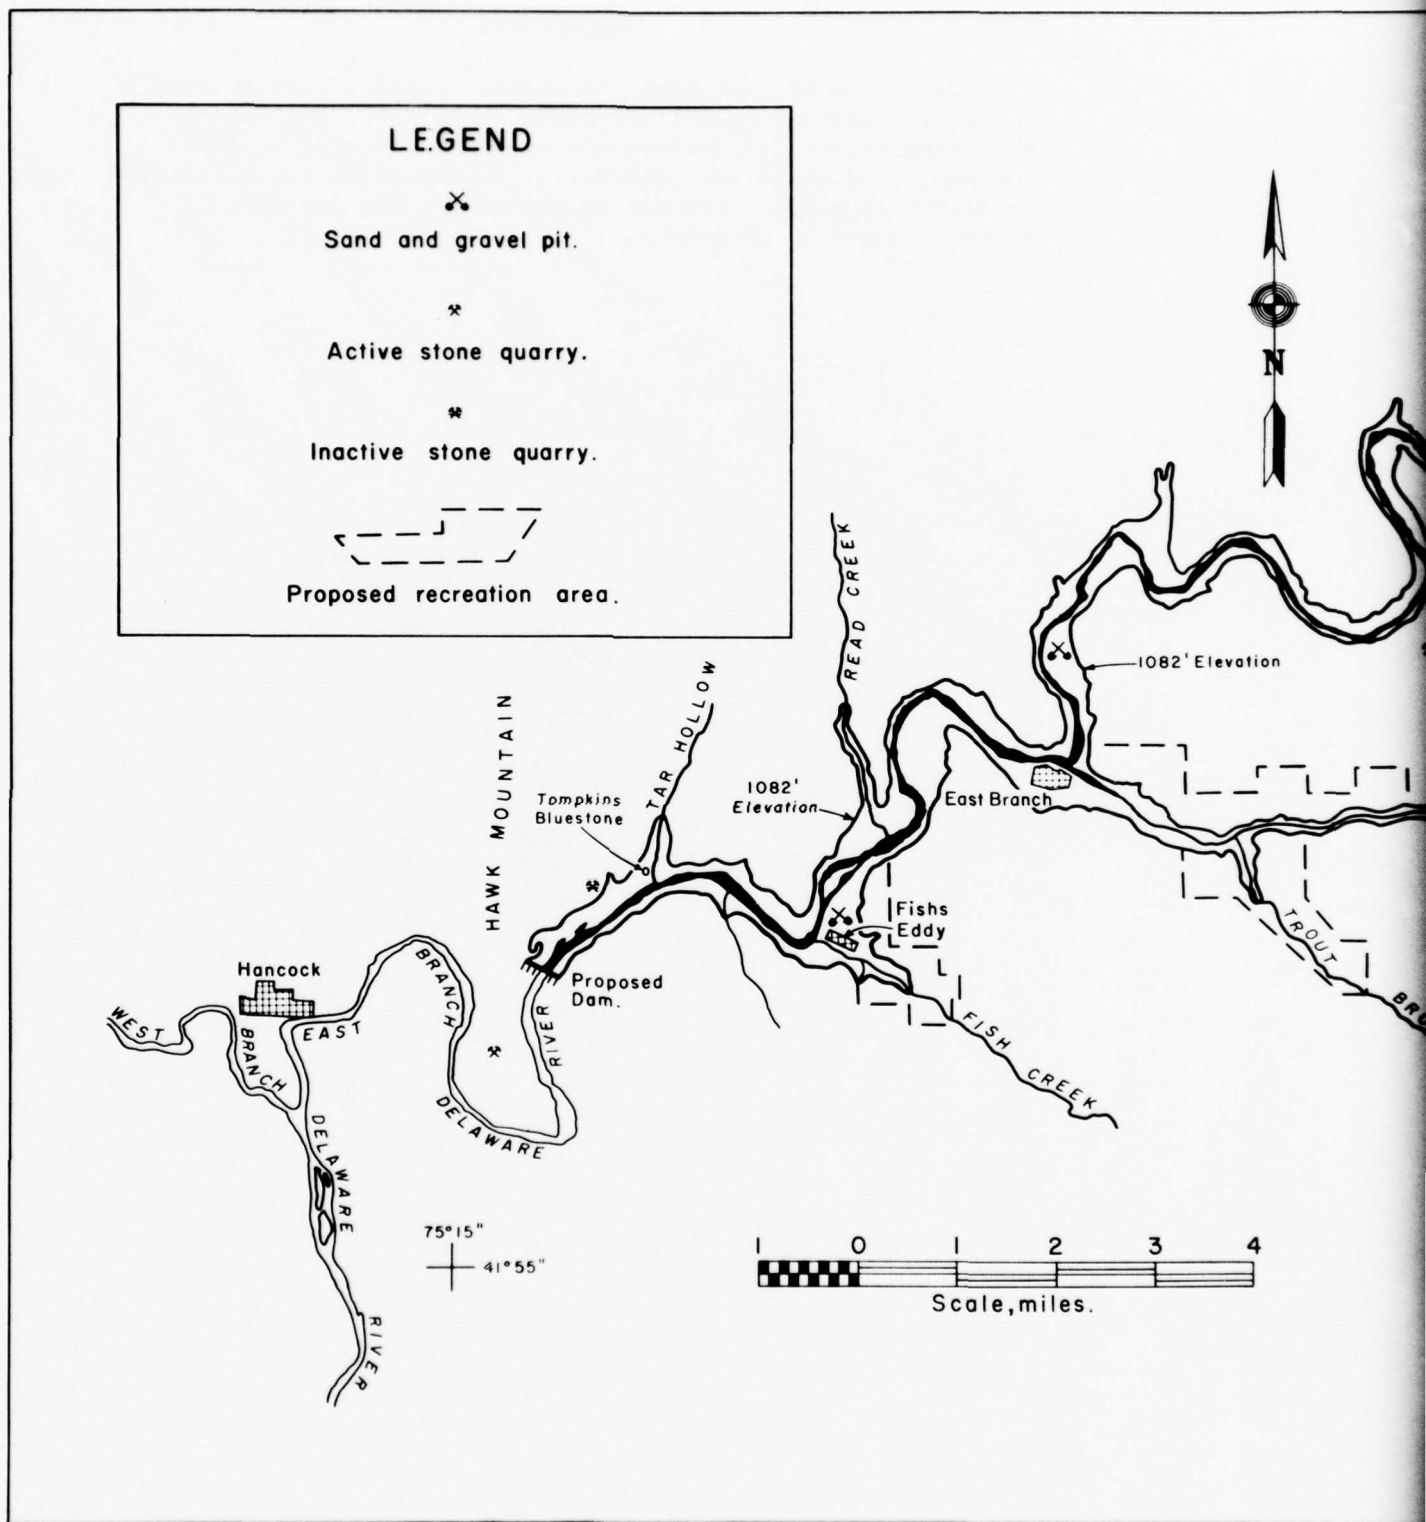 LEGEND
Sand and gravel pit.
Active stone quarry.
Inactive stone quarry.
Proposed recreation area.
N
READ CREEK
1082' Elevation
TAR HOLLOW
HAWK MOUNTAIN
1082'
Elevation
Tompkins
Bluestone
East Branch
Fishs
Eddy
TROUT
Hancock
BRANCH
Proposed
Dam.
WEST
BRANCH
EAST
RIVER
FISH
CREEK
DELAWARE
DELAWARE
75°15"
41°55"
1 0 1 2 3 4
Scale, miles.
RIVER